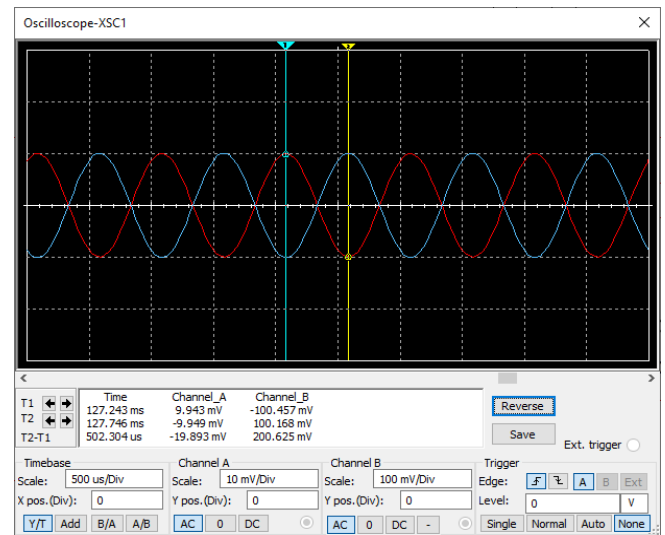 Oscilloscope-XSC1
Time Channel_A Channel_B
T1 127.243 ms 9.943 mV -100.457 mV
T2 127.746 ms -9.949 mV 100.168 mV
T2-T1 502.304 us -19.893 mV 200.625 mV
Reverse
Save
Ext. trigger
Timebase
Scale: 500 us/Div
X pos.(Div): 0
Y/T Add B/A A/B
Channel A
Scale: 10 mV/Div
Y pos.(Div): 0
AC 0 DC
Channel B
Scale: 100 mV/Div
Y pos.(Div): 0
AC 0 DC -
Trigger
Edge: A B Ext
Level: 0 V
Single Normal Auto None